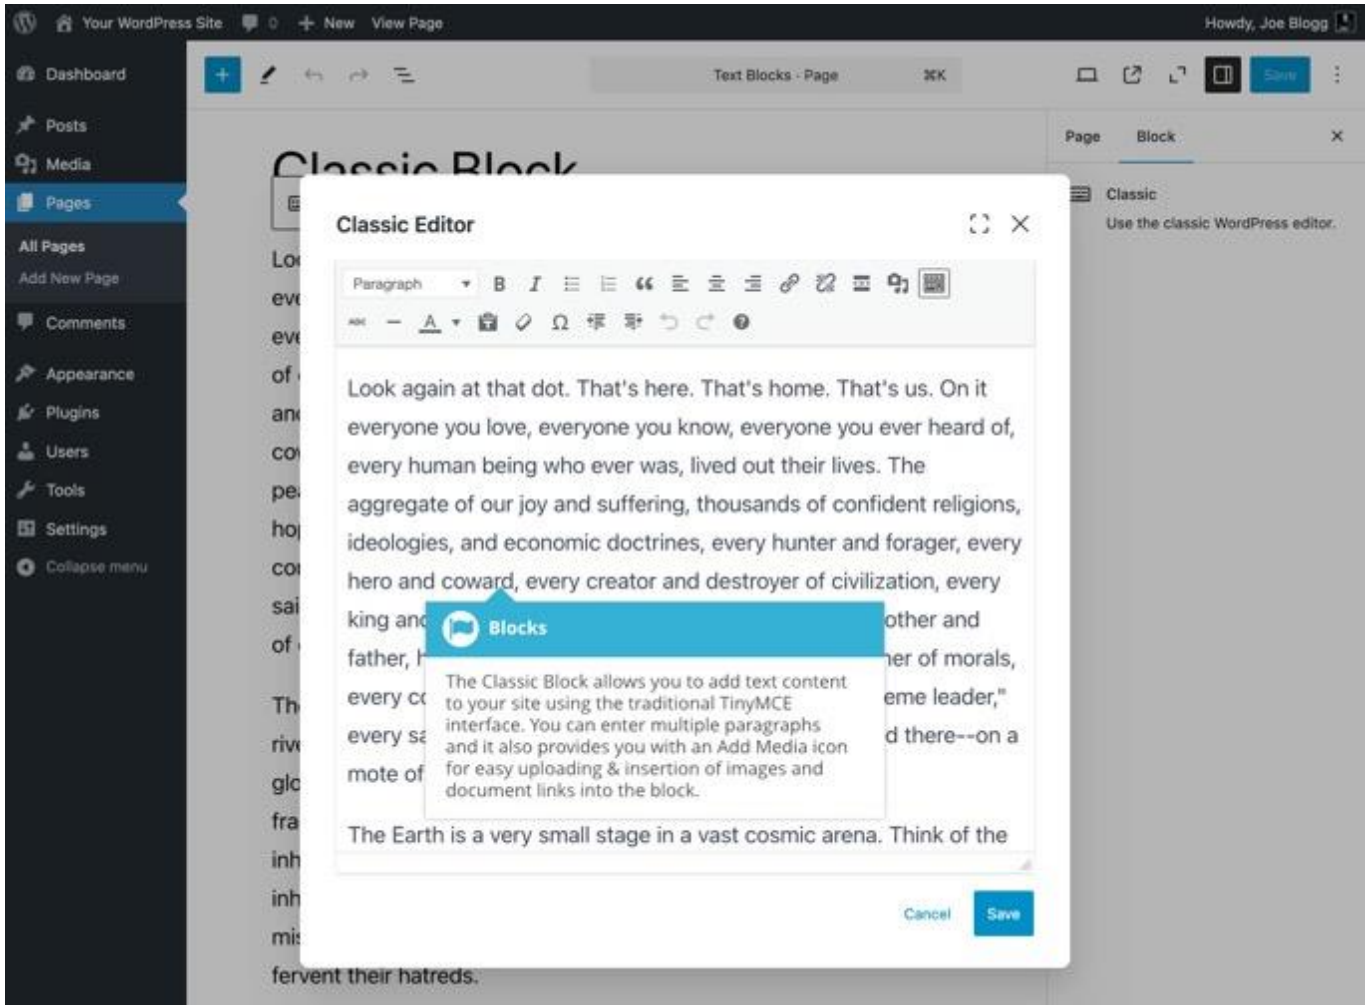 Your WordPress Site 0 New View Page
Howdy, Joe Blogg
Dashboard
Posts
Media
Pages
All Pages
Add New Page
Comments
Appearance
Plugins
Users
Tools
Settings
Collapse menu
Text Blocks · Page ⌘K
Save
Page Block
Classic
Use the classic WordPress editor.
Classic Block
Classic Editor
Paragraph
Look again at that dot. That's here. That's home. That's us. On it
everyone you love, everyone you know, everyone you ever heard of,
every human being who ever was, lived out their lives. The
aggregate of our joy and suffering, thousands of confident religions,
ideologies, and economic doctrines, every hunter and forager, every
hero and coward, every creator and destroyer of civilization, every
king and
other and
father, h
her of morals,
every co
eme leader,"
every sa
d there--on a
mote of
The Earth is a very small stage in a vast cosmic arena. Think of the
Blocks
The Classic Block allows you to add text content
to your site using the traditional TinyMCE
interface. You can enter multiple paragraphs
and it also provides you with an Add Media icon
for easy uploading & insertion of images and
document links into the block.
Cancel Save
fervent their hatreds.